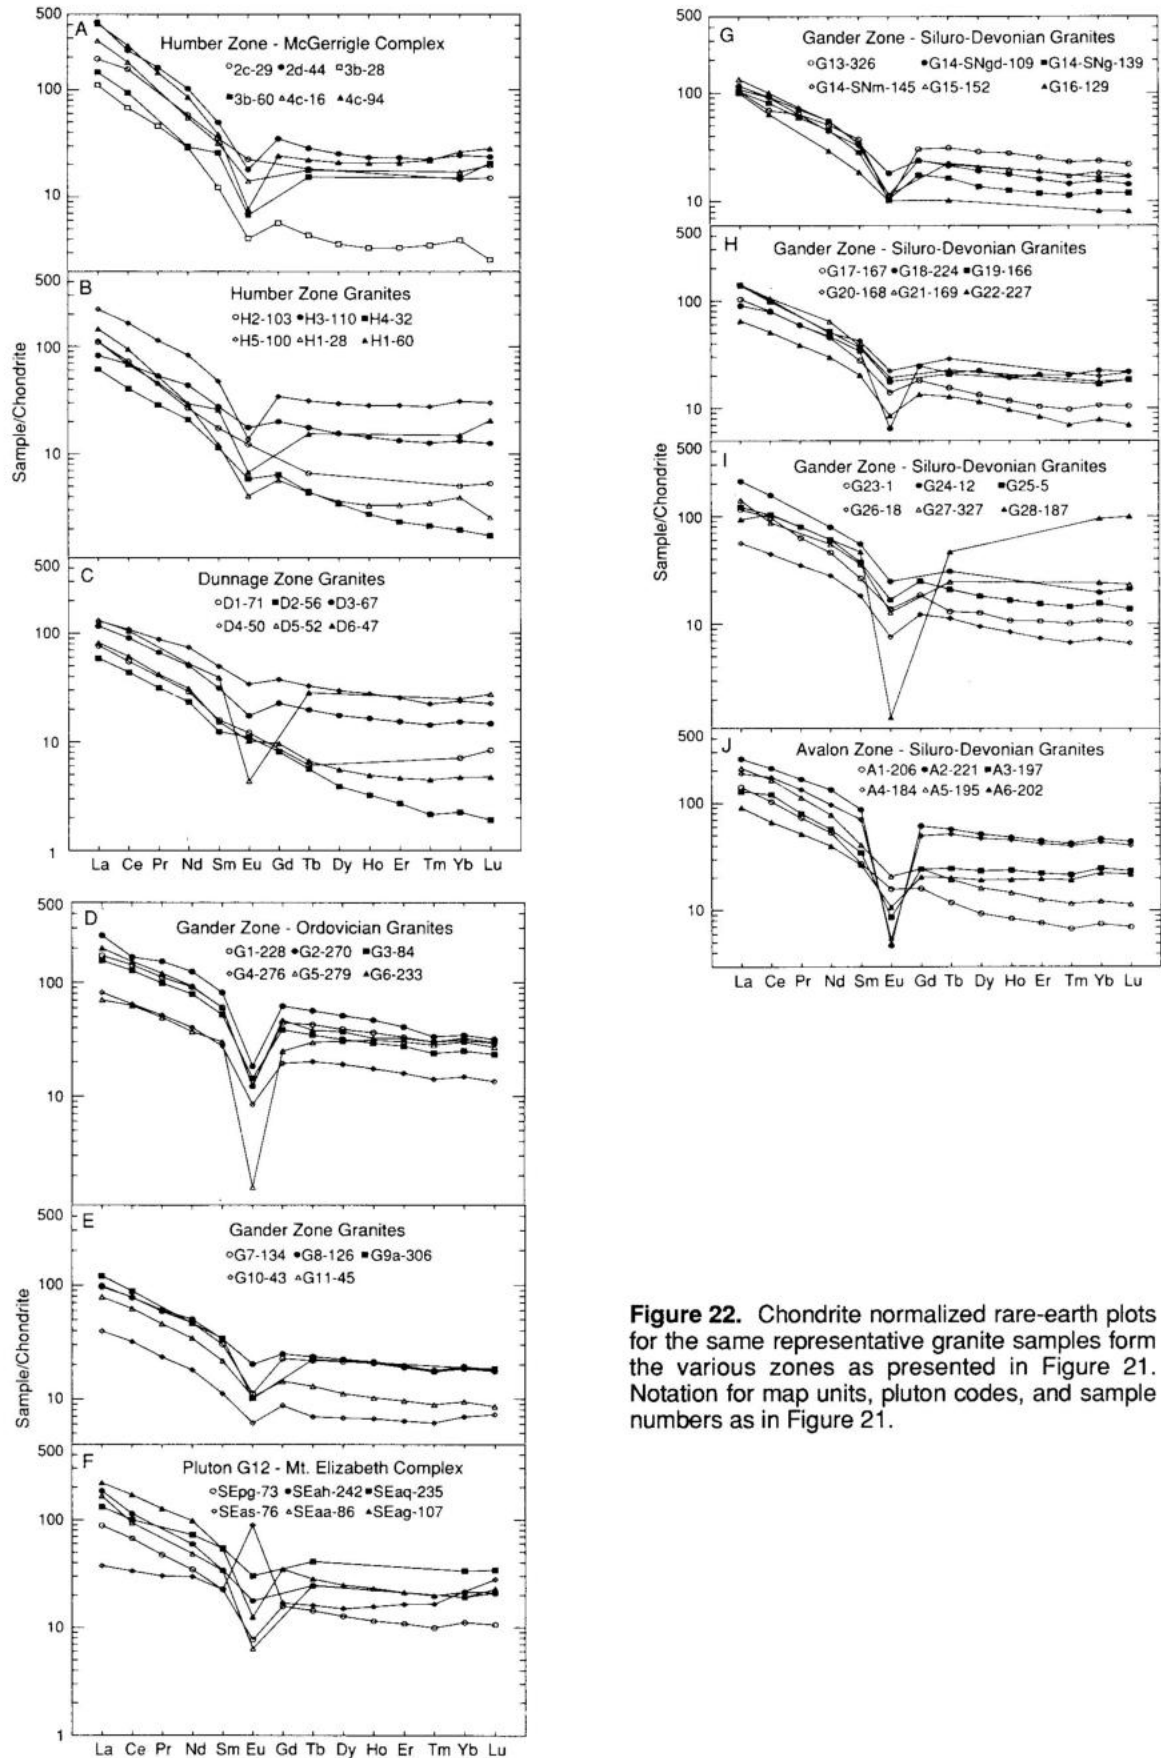 A
Humber Zone - McGerrigle Complex
2c-29 2d-44 3b-28
3b-60 4c-16 4c-94
500
100
10
B
Humber Zone Granites
H2-103 H3-110 H4-32
H5-100 H1-28 H1-60
500
100
10
Sample/Chondrite
C
Dunnage Zone Granites
D1-71 D2-56 D3-67
D4-50 D5-52 D6-47
500
100
10
1
La Ce Pr Nd Sm Eu Gd Tb Dy Ho Er Tm Yb Lu
D
Gander Zone - Ordovician Granites
G1-228 G2-270 G3-84
G4-276 G5-279 G6-233
500
100
10
E
Gander Zone Granites
G7-134 G8-126 G9a-306
G10-43 G11-45
500
100
10
Sample/Chondrite
F
Pluton G12 - Mt. Elizabeth Complex
SEpg-73 SEah-242 SEaq-235
SEas-76 SEaa-86 SEag-107
500
100
10
1
La Ce Pr Nd Sm Eu Gd Tb Dy Ho Er Tm Yb Lu
G
Gander Zone - Siluro-Devonian Granites
G13-326 G14-SNgd-109 G14-SNg-139
G14-SNm-145 G15-152 G16-129
500
100
10
H
Gander Zone - Siluro-Devonian Granites
G17-167 G18-224 G19-166
G20-168 G21-169 G22-227
500
100
10
I
Gander Zone - Siluro-Devonian Granites
G23-1 G24-12 G25-5
G26-18 G27-327 G28-187
500
100
10
Sample/Chondrite
J
Avalon Zone - Siluro-Devonian Granites
A1-206 A2-221 A3-197
A4-184 A5-195 A6-202
500
100
10
La Ce Pr Nd Sm Eu Gd Tb Dy Ho Er Tm Yb Lu
Figure 22. Chondrite normalized rare-earth plots
for the same representative granite samples form
the various zones as presented in Figure 21.
Notation for map units, pluton codes, and sample
numbers as in Figure 21.